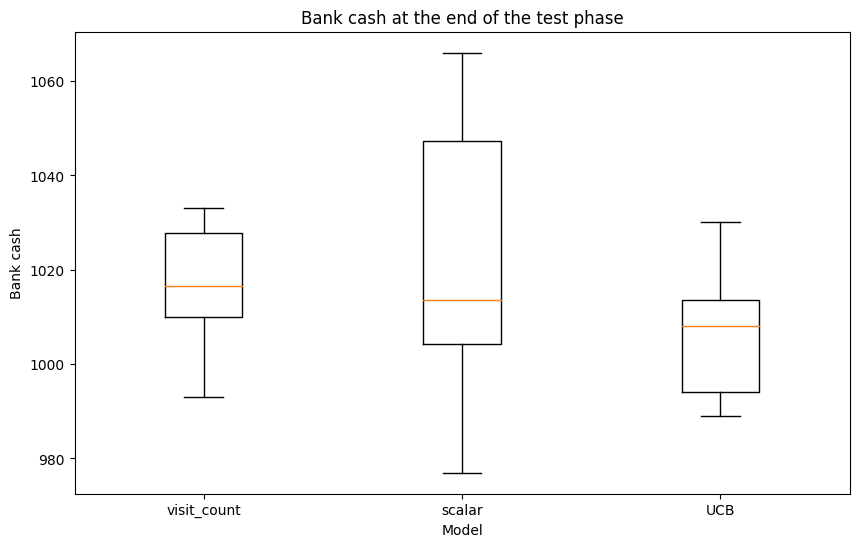 Bank cash at the end of the test phase
Bank cash
1060
1040
1020
1000
980
visit_count
scalar
UCB
Model